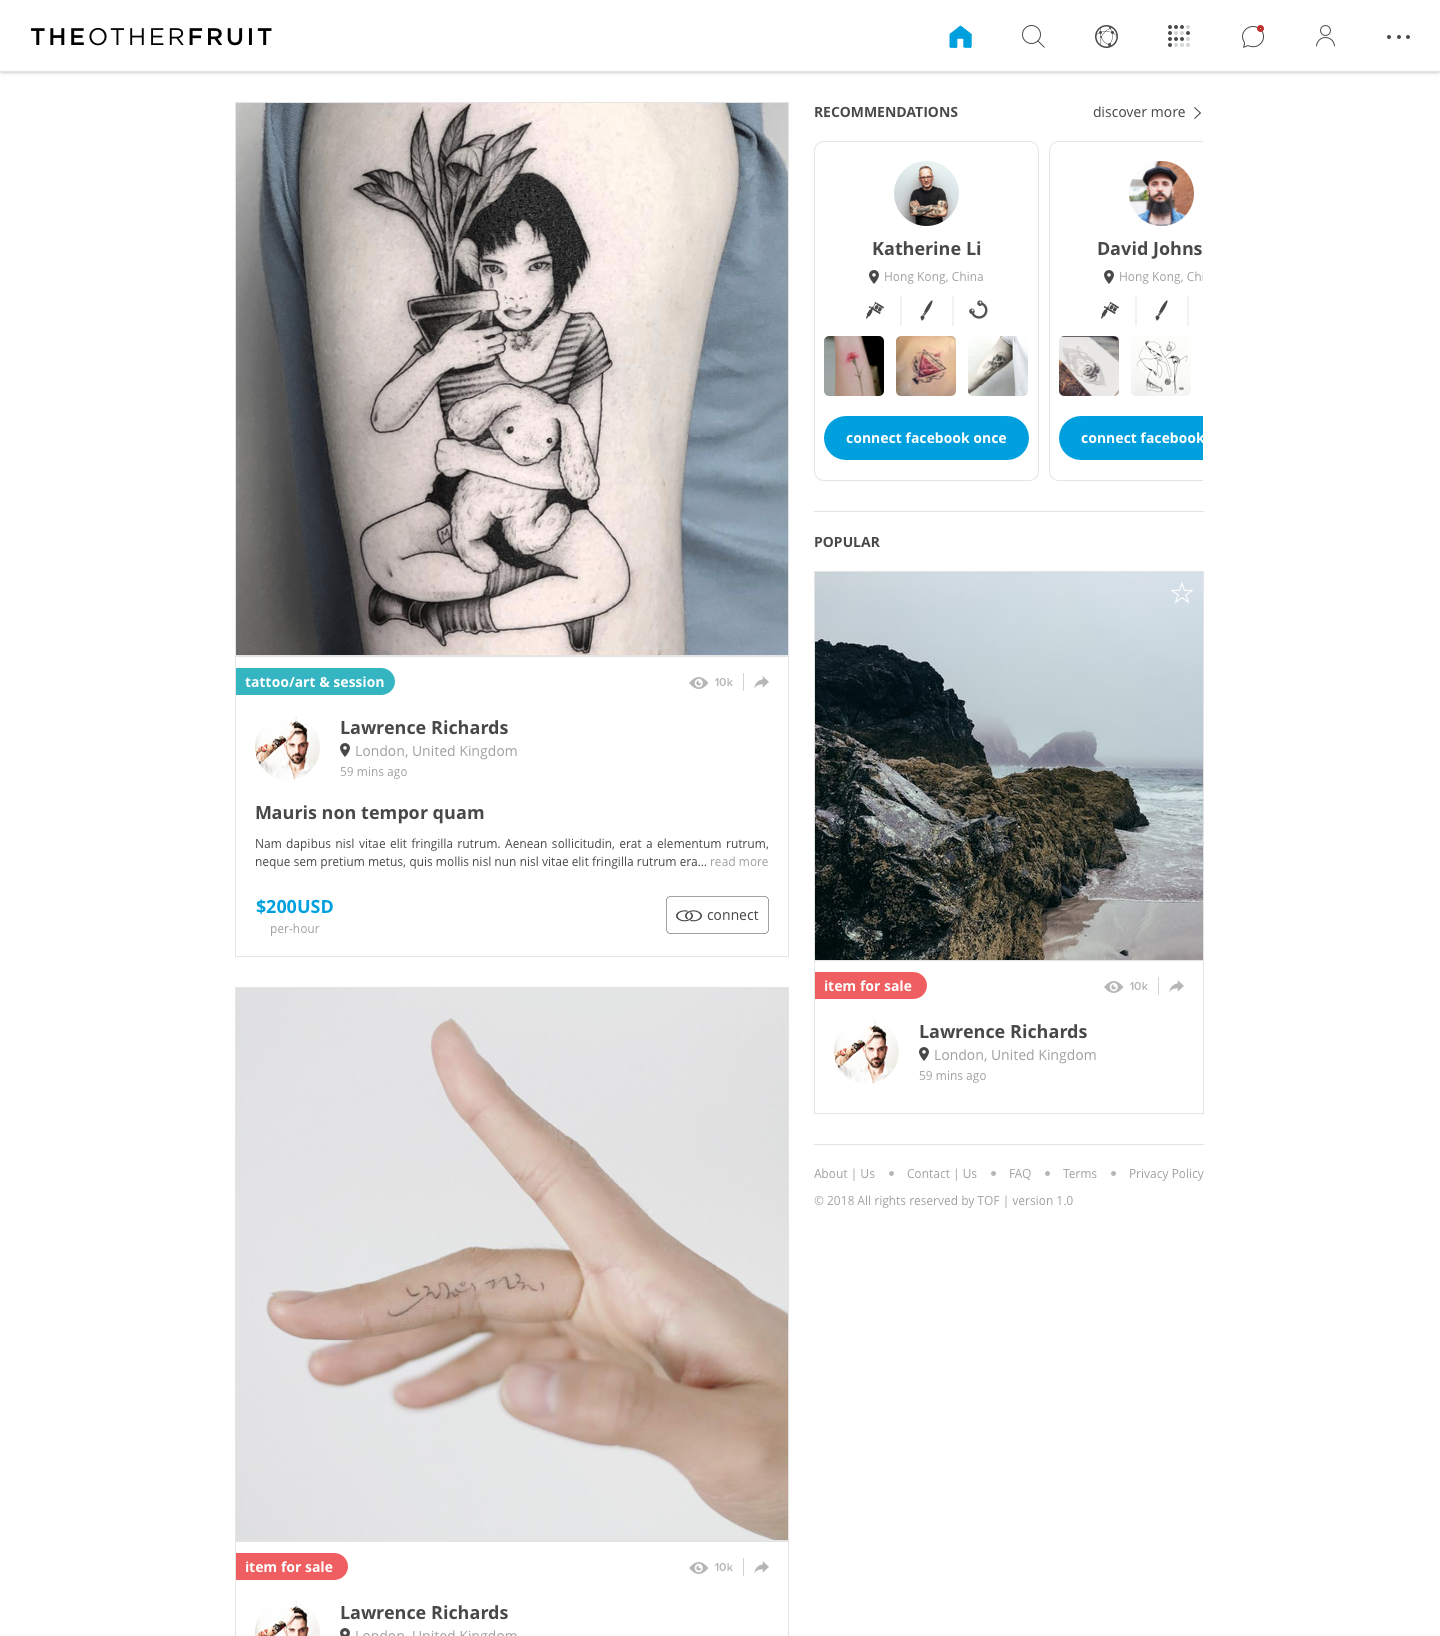 THEOTHERFRUIT
tattoo/art & session
10k
Lawrence Richards
London, United Kingdom
59 mins ago
Mauris non tempor quam
Nam dapibus nisl vitae elit fringilla rutrum. Aenean sollicitudin, erat a elementum rutrum,
neque sem pretium metus, quis mollis nisl nun nisl vitae elit fringilla rutrum era... read more
$200USD
per-hour
connect
item for sale
10k
Lawrence Richards
London, United Kingdom
RECOMMENDATIONS
discover more
Katherine Li
Hong Kong, China
connect facebook once
David Johns
Hong Kong, Chi
connect facebook
POPULAR
item for sale
10k
Lawrence Richards
London, United Kingdom
59 mins ago
About | Us • Contact | Us • FAQ • Terms • Privacy Policy
© 2018 All rights reserved by TOF | version 1.0